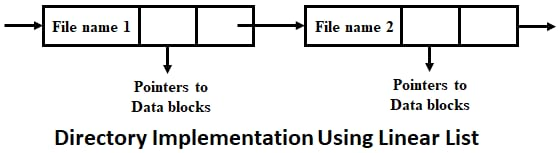 File name 1
File name 2
Pointers to
Data blocks
Pointers to
Data blocks
Directory Implementation Using Linear List